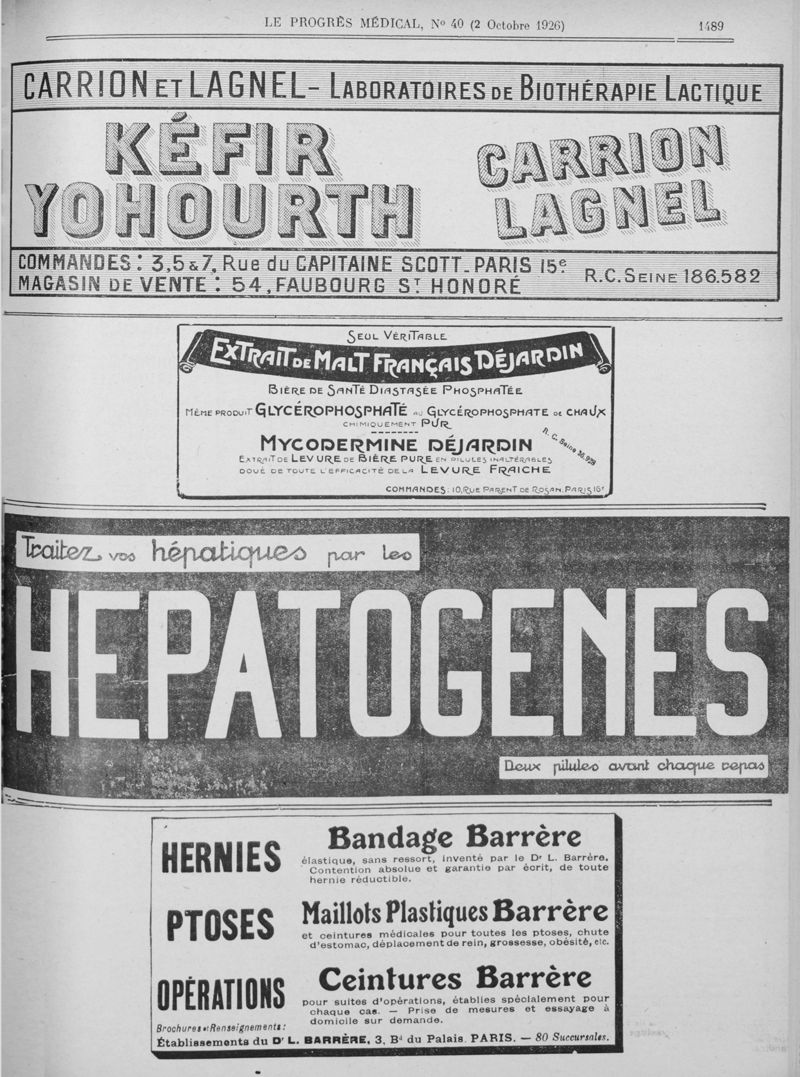 LE PROGRÈS MÉDICAL, No 40 (2 Octobre 1926) 1489
CARRION ET LAGNEL - LABORATOIRES DE BIOTHÉRAPIE LACTIQUE
KÉFIR
YOHOURTH
CARRION
LAGNEL
COMMANDES: 3,5 & 7, Rue du CAPITAINE SCOTT_PARIS 15e
MAGASIN DE VENTE: 54, FAUBOURG ST HONORÉ
R.C. SEINE 186.582
SEUL VÉRITABLE
EXTRAIT DE MALT FRANÇAIS DÉJARDIN
BIÈRE DE SANTÉ DIASTASÉE PHOSPHATÉE
MÊME PRODUIT GLYCÉROPHOSPHATÉ AU GLYCÉROPHOSPHATE DE CHAUX
CHIMIQUEMENT PUR
MYCODERMINE DÉJARDIN
R. C. Seine
EXTRAIT DE LEVURE DE BIÈRE PURE EN PILULES INALTÉRABLES
DOUÉ DE TOUTE L'EFFICACITÉ DE LA LEVURE FRAICHE
COMMANDES: 10, RUE PARENT DE ROSAN. PARIS 16e
Traitez vos hépatiques par les
HEPATOGENES
Deux pilules avant chaque repas
HERNIES
Bandage Barrère
élastique, sans ressort, inventé par le Dr L. Barrère.
Contention absolue et garantie par écrit, de toute
hernie réductible.
PTOSES
Maillots Plastiques Barrère
et ceintures médicales pour toutes les ptoses, chute
d'estomac, déplacement de rein, grossesse, obésité, etc.
OPÉRATIONS
Ceintures Barrère
pour suites d'opérations, établies spécialement pour
chaque cas. — Prise de mesures et essayage à
domicile sur demande.
Brochures et Renseignements:
Établissements du Dr L. BARRÈRE, 3, Bd du Palais, PARIS. — 80 Succursales.